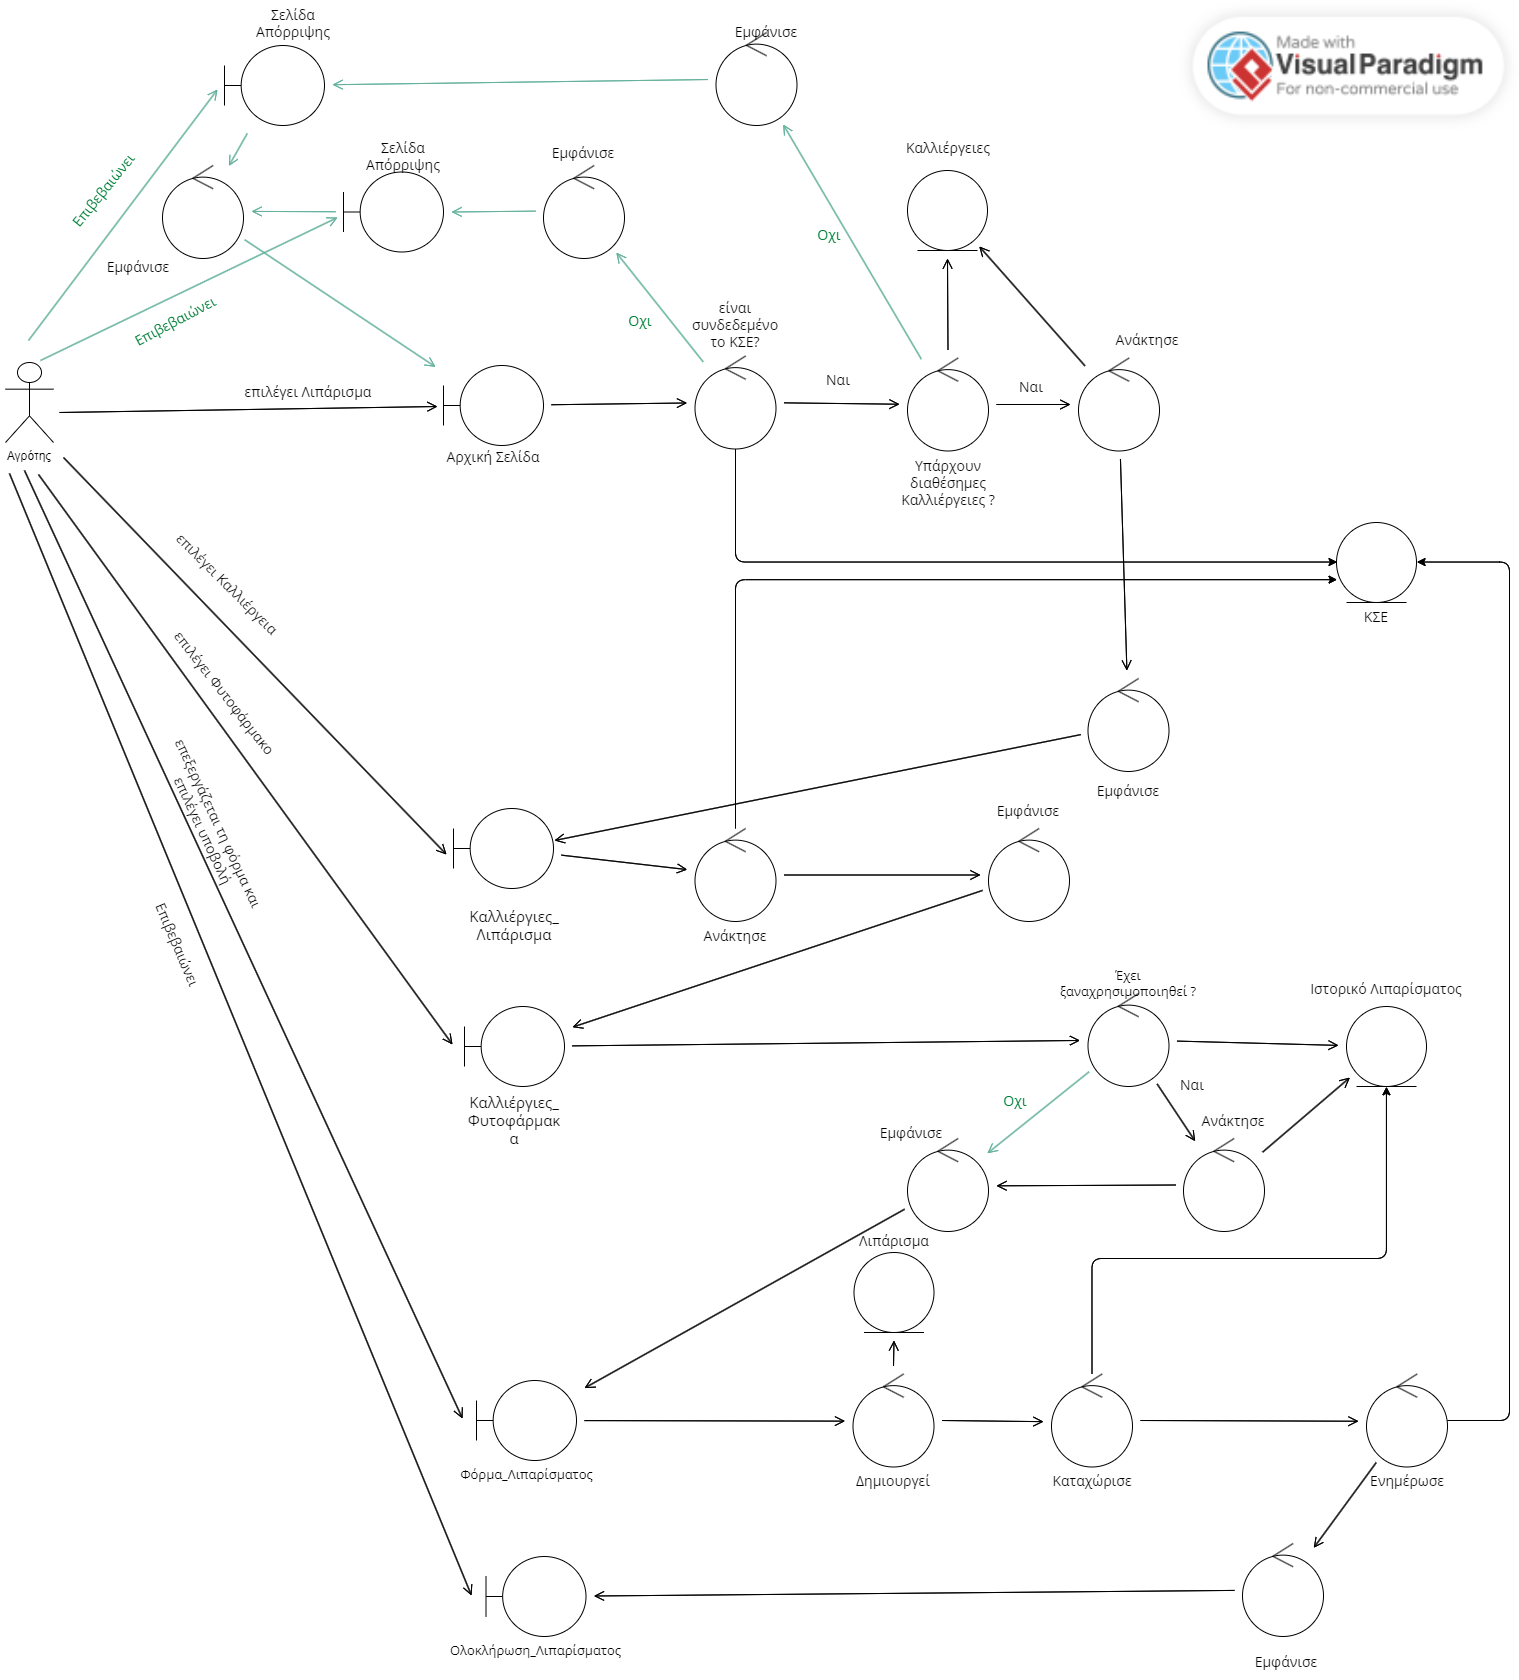 Σελίδα
Απόρριψης
Εμφάνισε
Made with
Visual Paradigm
For non-commercial use
Σελίδα
Απόρριψης
Εμφάνισε
Καλλιέργειες
Επιβεβαιώνει
Οχι
Εμφάνισε
Επιβεβαιώνει
Οχι
είναι
συνδεδεμένο
το ΚΣΕ?
Ανάκτησε
επιλέγει Λιπάρισμα
Ναι
Ναι
Αγρότης
Αρχική Σελίδα
Υπάρχουν
διαθέσημες
Καλλιέργειες ?
επιλέγει Καλλιέργεια
ΚΣΕ
επιλέγει Φυτοφάρμακο
επεξεργάζεται τη φόρμα και
επιλέγει υποβολή
Εμφάνισε
Εμφάνισε
Καλλιέργιες_
Λιπάρισμα
Ανάκτησε
Επιβεβαιώνει
Έχει
ξαναχρησιμοποιηθεί ?
Ιστορικό Λιπαρίσματος
Καλλιέργιες_
Φυτοφάρμακ
α
Οχι
Ναι
Εμφάνισε
Ανάκτησε
Λιπάρισμα
Φόρμα_Λιπαρίσματος
Δημιουργεί
Καταχώρισε
Ενημέρωσε
Ολοκλήρωση_Λιπαρίσματος
Εμφάνισε